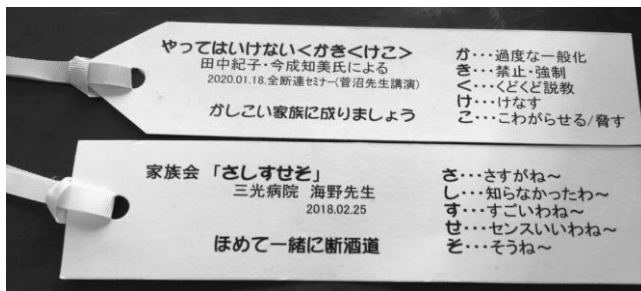 やってはいけない<かきくけこ>
田中紀子・今成知美氏による
2020.01.18.全断連セミナー(菅沼先生講演)
かしこい家族に成りましょう
か・・・過度な一般化
き・・・禁止・強制
く・・・くどくど説教
け・・・けなす
こ・・・こわがらせる/脅す
家族会 「さしすせそ」
三光病院 海野先生
2018.02.25
ほめて一緒に断酒道
さ・・・さすがね~
し・・・知らなかったわ~
す・・・すごいわね~
せ・・・センスいいわね~
そ・・・そうね~